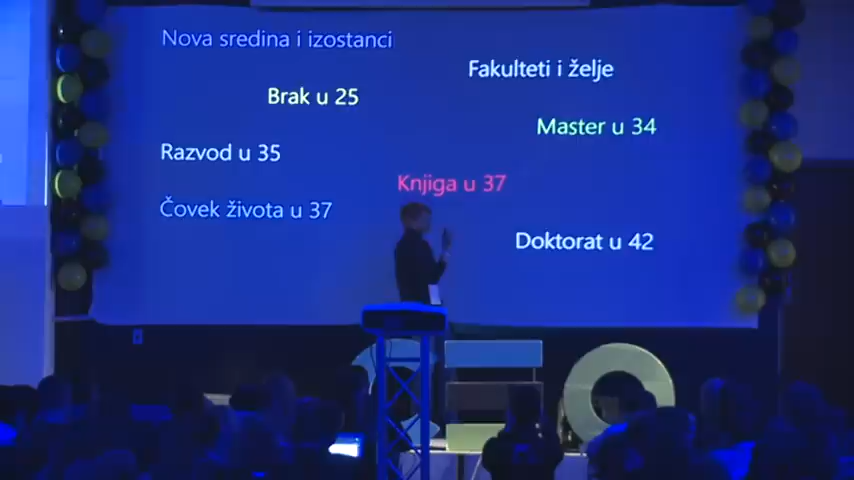 Nova sredina i izostanci
Fakulteti i želje
Brak u 25
Master u 34
Razvod u 35
Knjiga u 37
Čovek života u 37
Doktorat u 42